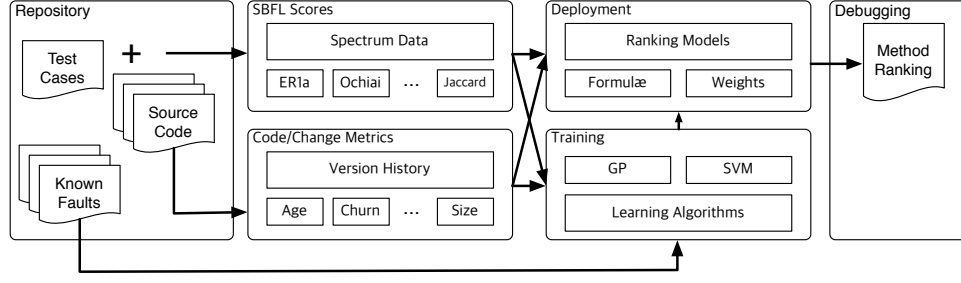 Repository
Test
Cases
+
Source
Code
Known
Faults
SBFL Scores
Spectrum Data
ER1a
Ochiai
...
Jaccard
Code/Change Metrics
Version History
Age
Churn
...
Size
Deployment
Ranking Models
Formulæ
Weights
Training
GP
SVM
Learning Algorithms
Debugging
Method
Ranking